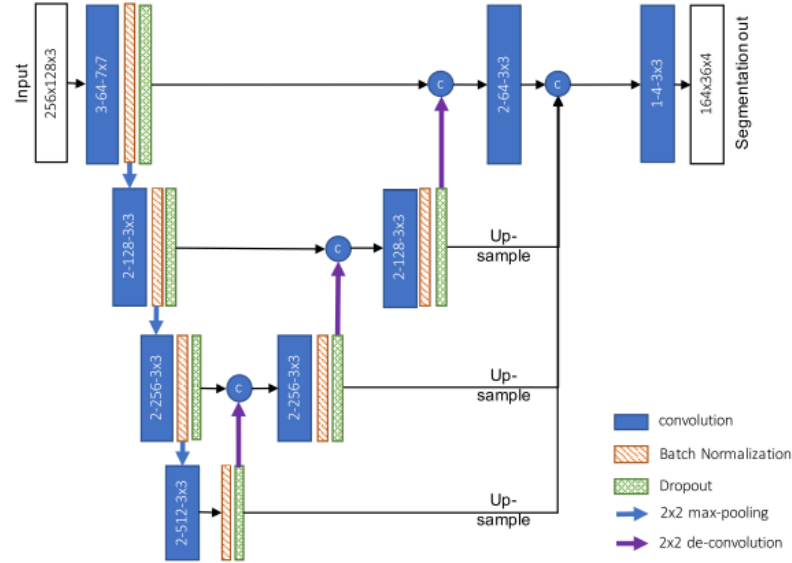 Input
256x128x3
3-64-7x7
C
2-64-3x3
C
1-4-3x3
164x36x4
Segmentation out
2-128-3x3
C
2-128-3x3
Up-
sample
2-256-3x3
C
2-256-3x3
Up-
sample
2-512-3x3
Up-
sample
convolution
Batch Normalization
Dropout
2x2 max-pooling
2x2 de-convolution